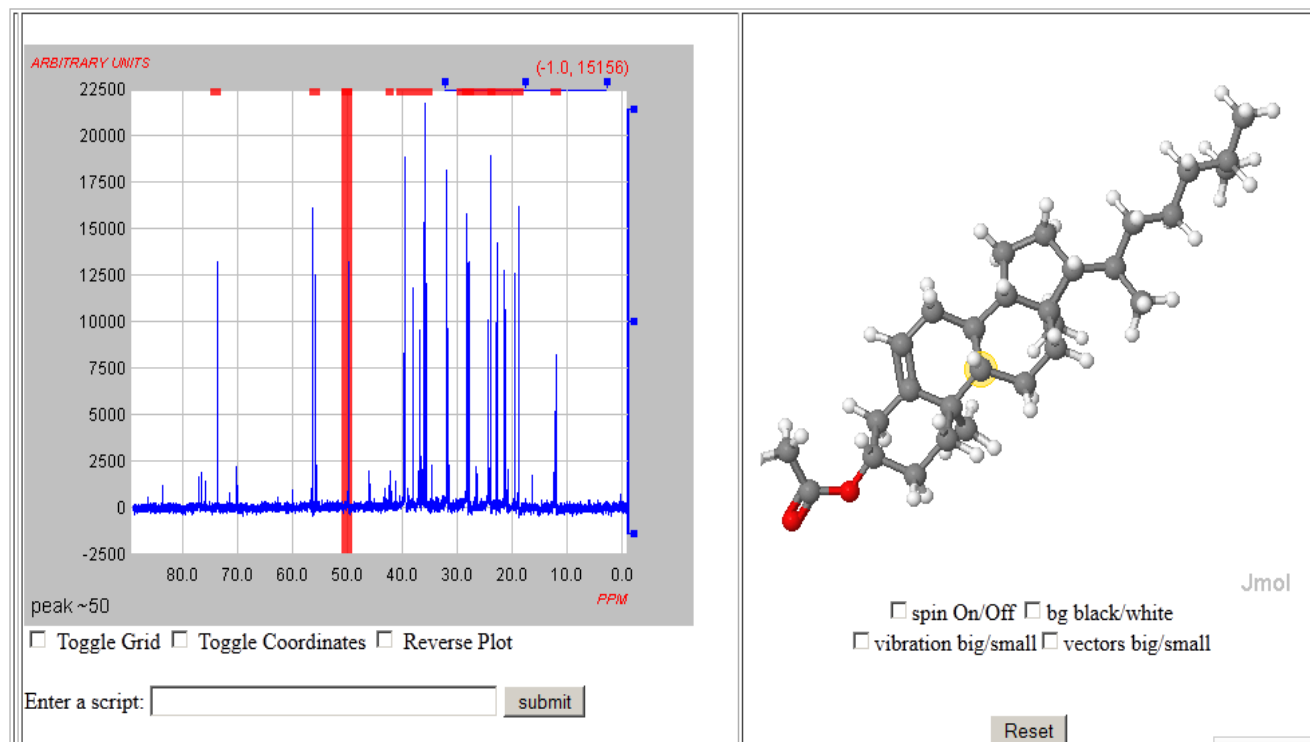 ARBITRARY UNITS
(-1.0, 15156)
22500
20000
17500
15000
12500
10000
7500
5000
2500
0
-2500
80.0 70.0 60.0 50.0 40.0 30.0 20.0 10.0 0.0
peak ~50
PPM
Toggle Grid Toggle Coordinates Reverse Plot
Enter a script: submit
Jmol
spin On/Off bg black/white
vibration big/small vectors big/small
Reset